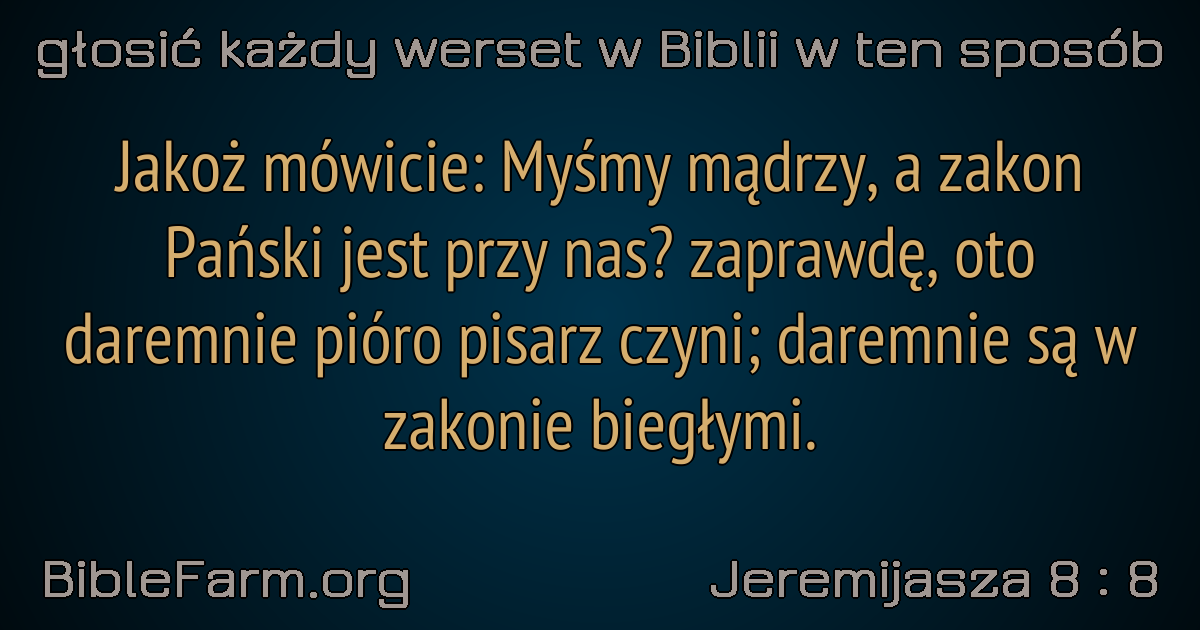 głosić każdy werset w Biblii w ten sposób
Jakoż mówicie: Myśmy mądrzy, a zakon
Pański jest przy nas? zaprawdę, oto
daremnie pióro pisarz czyni; daremnie są w
zakonie biegłymi.
BibleFarm.org
Jeremijasza 8 : 8